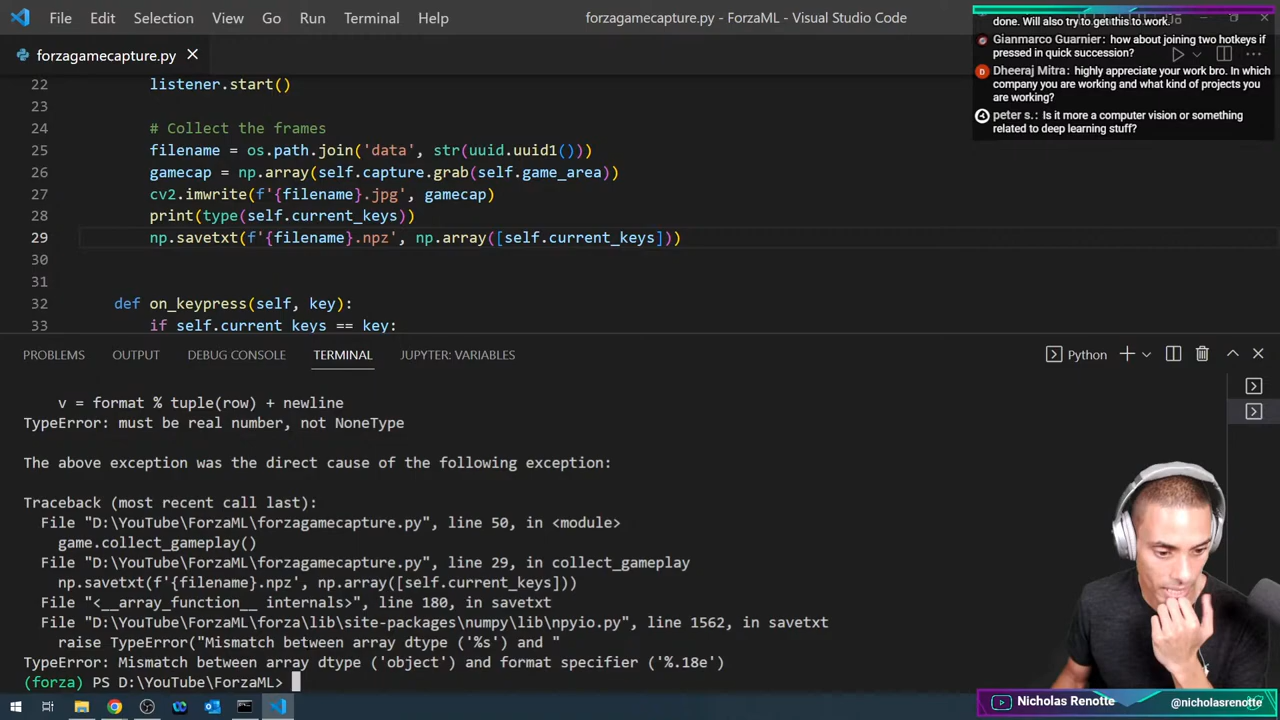 File Edit Selection View Go Run Terminal Help
forzagamecapture.py - ForzaML - Visual Studio Code
done. Will also try to get this to work.
Gianmarco Guarnier: how about joining two hotkeys if
pressed in quick succession?
Dheeraj Mitra: highly appreciate your work bro. In which
company you are working and what kind of projects you
are working?
peter s.: Is it more a computer vision or something
related to deep learning stuff?
forzagamecapture.py
22 listener.start()
23
24 # Collect the frames
25 filename = os.path.join('data', str(uuid.uuid1()))
26 gamecap = np.array(self.capture.grab(self.game_area))
27 cv2.imwrite(f'{filename}.jpg', gamecap)
28 print(type(self.current_keys))
29 np.savetxt(f'{filename}.npz', np.array([self.current_keys]))
30
31
32 def on_keypress(self, key):
33 if self.current_keys == key:
PROBLEMS OUTPUT DEBUG CONSOLE TERMINAL JUPYTER: VARIABLES
Python
v = format % tuple(row) + newline
TypeError: must be real number, not NoneType
The above exception was the direct cause of the following exception:
Traceback (most recent call last):
File "D:\YouTube\ForzaML\forzagamecapture.py", line 50, in <module>
game.collect_gameplay()
File "D:\YouTube\ForzaML\forzagamecapture.py", line 29, in collect_gameplay
np.savetxt(f'{filename}.npz', np.array([self.current_keys]))
File "<__array_function__ internals>", line 180, in savetxt
File "D:\YouTube\ForzaML\forza\lib\site-packages\numpy\lib\npyio.py", line 1562, in savetxt
raise TypeError("Mismatch between array dtype ('%s') and "
TypeError: Mismatch between array dtype ('object') and format specifier ('%.18e')
(forza) PS D:\YouTube\ForzaML>
Nicholas Renotte
@nicholasrenotte